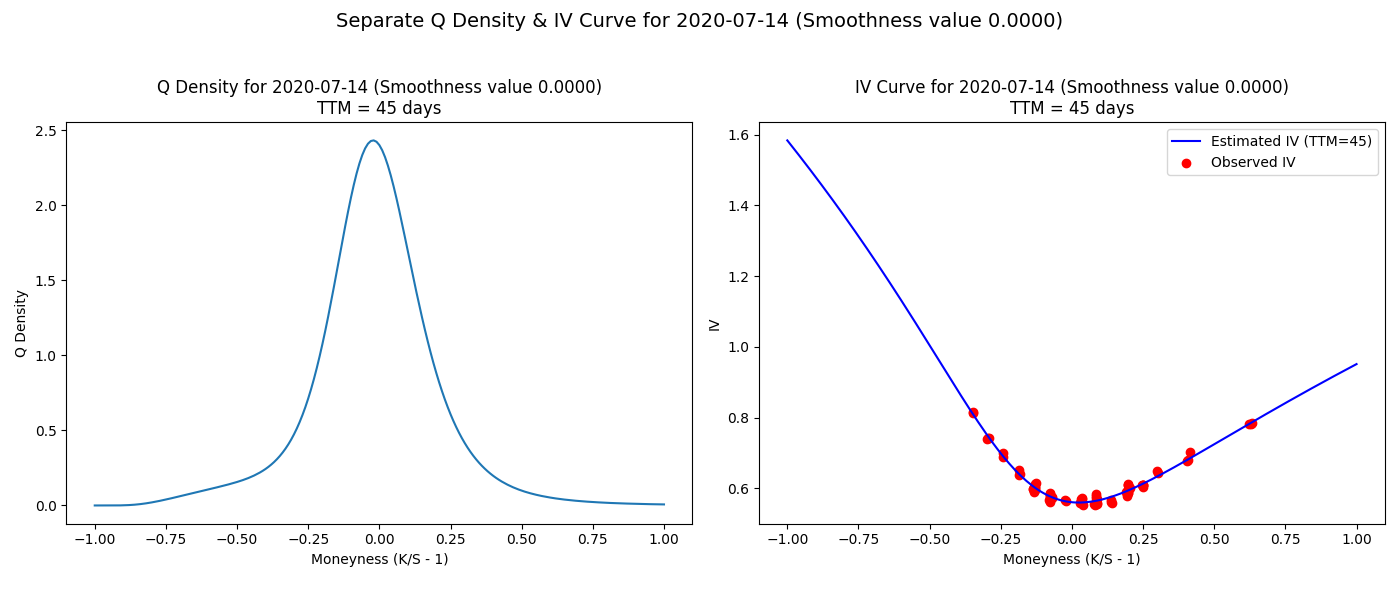 Separate Q Density & IV Curve for 2020-07-14 (Smoothness value 0.0000)
Q Density for 2020-07-14 (Smoothness value 0.0000)
TTM = 45 days
2.5
2.0
1.5
1.0
0.5
0.0
Q Density
−1.00 −0.75 −0.50 −0.25 0.00 0.25 0.50 0.75 1.00
Moneyness (K/S - 1)
IV Curve for 2020-07-14 (Smoothness value 0.0000)
TTM = 45 days
Estimated IV (TTM=45)
Observed IV
1.6
1.4
1.2
1.0
0.8
0.6
IV
−1.00 −0.75 −0.50 −0.25 0.00 0.25 0.50 0.75 1.00
Moneyness (K/S - 1)